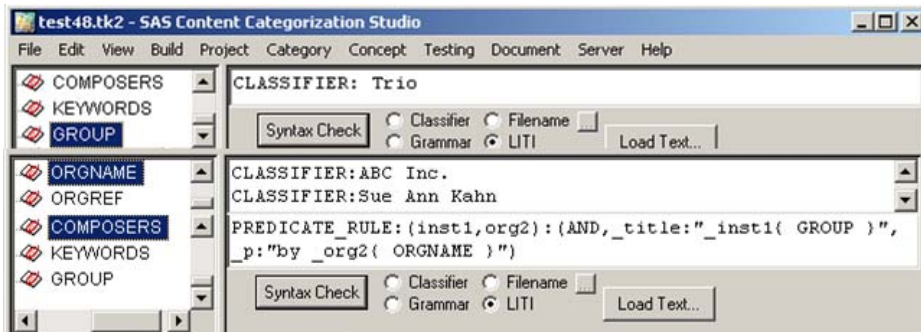 test48.tk2 - SAS Content Categorization Studio
File Edit View Build Project Category Concept Testing Document Server Help
COMPOSERS
KEYWORDS
GROUP
CLASSIFIER: Trio
Syntax Check
Classifier Filename ...
Grammar LITI
Load Text...
ORGNAME
ORGREF
COMPOSERS
KEYWORDS
GROUP
CLASSIFIER:ABC Inc.
CLASSIFIER:Sue Ann Kahn
PREDICATE_RULE:(inst1,org2):(AND,_title:"_inst1{ GROUP }",
_p:"by _org2{ ORGNAME }")
Syntax Check
Classifier Filename ...
Grammar LITI
Load Text...